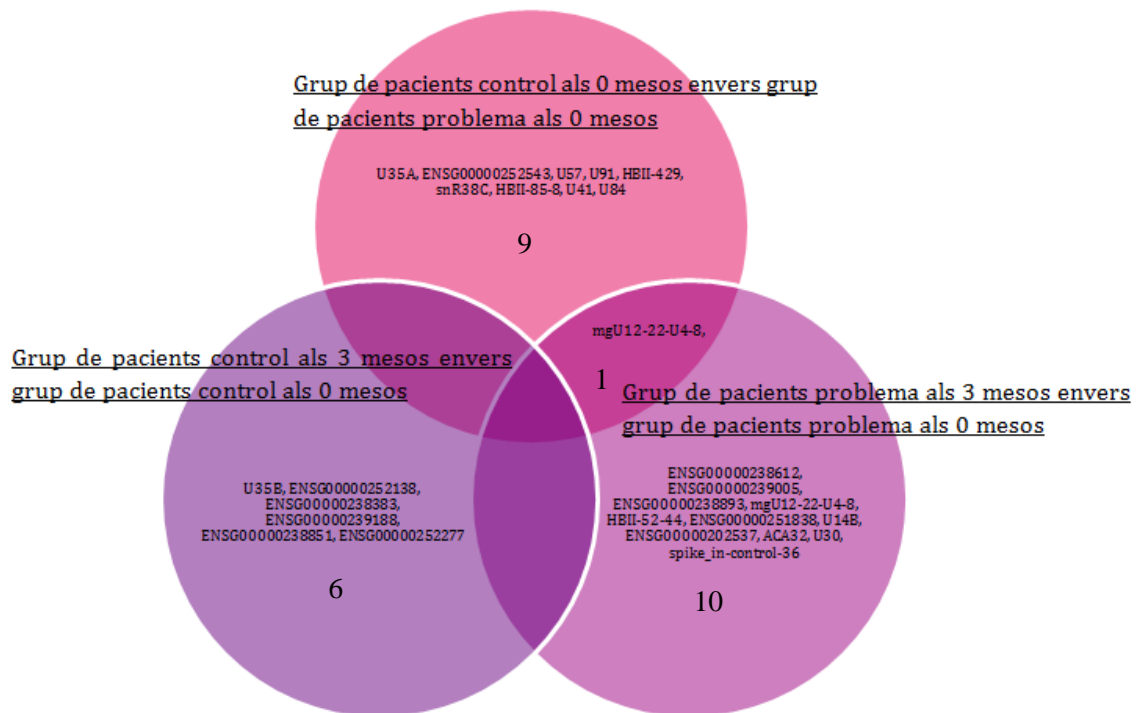 Grup de pacients control als 0 mesos envers grup
de pacients problema als 0 mesos
U35A, ENSG00000252543, U57, U91, HBII-429,
snR38C, HBII-85-8, U41, U84
9
mgU12-22-U4-8,
1
Grup de pacients control als 3 mesos envers
grup de pacients control als 0 mesos
U35B, ENSG00000252138,
ENSG00000238383,
ENSG00000239188,
ENSG00000238851, ENSG00000252277
6
Grup de pacients problema als 3 mesos envers
grup de pacients problema als 0 mesos
ENSG00000238612,
ENSG00000239005,
ENSG00000238893, mgU12-22-U4-8,
HBII-52-44, ENSG00000251838, U14B,
ENSG00000202537, ACA32, U30,
spike_in-control-36
10